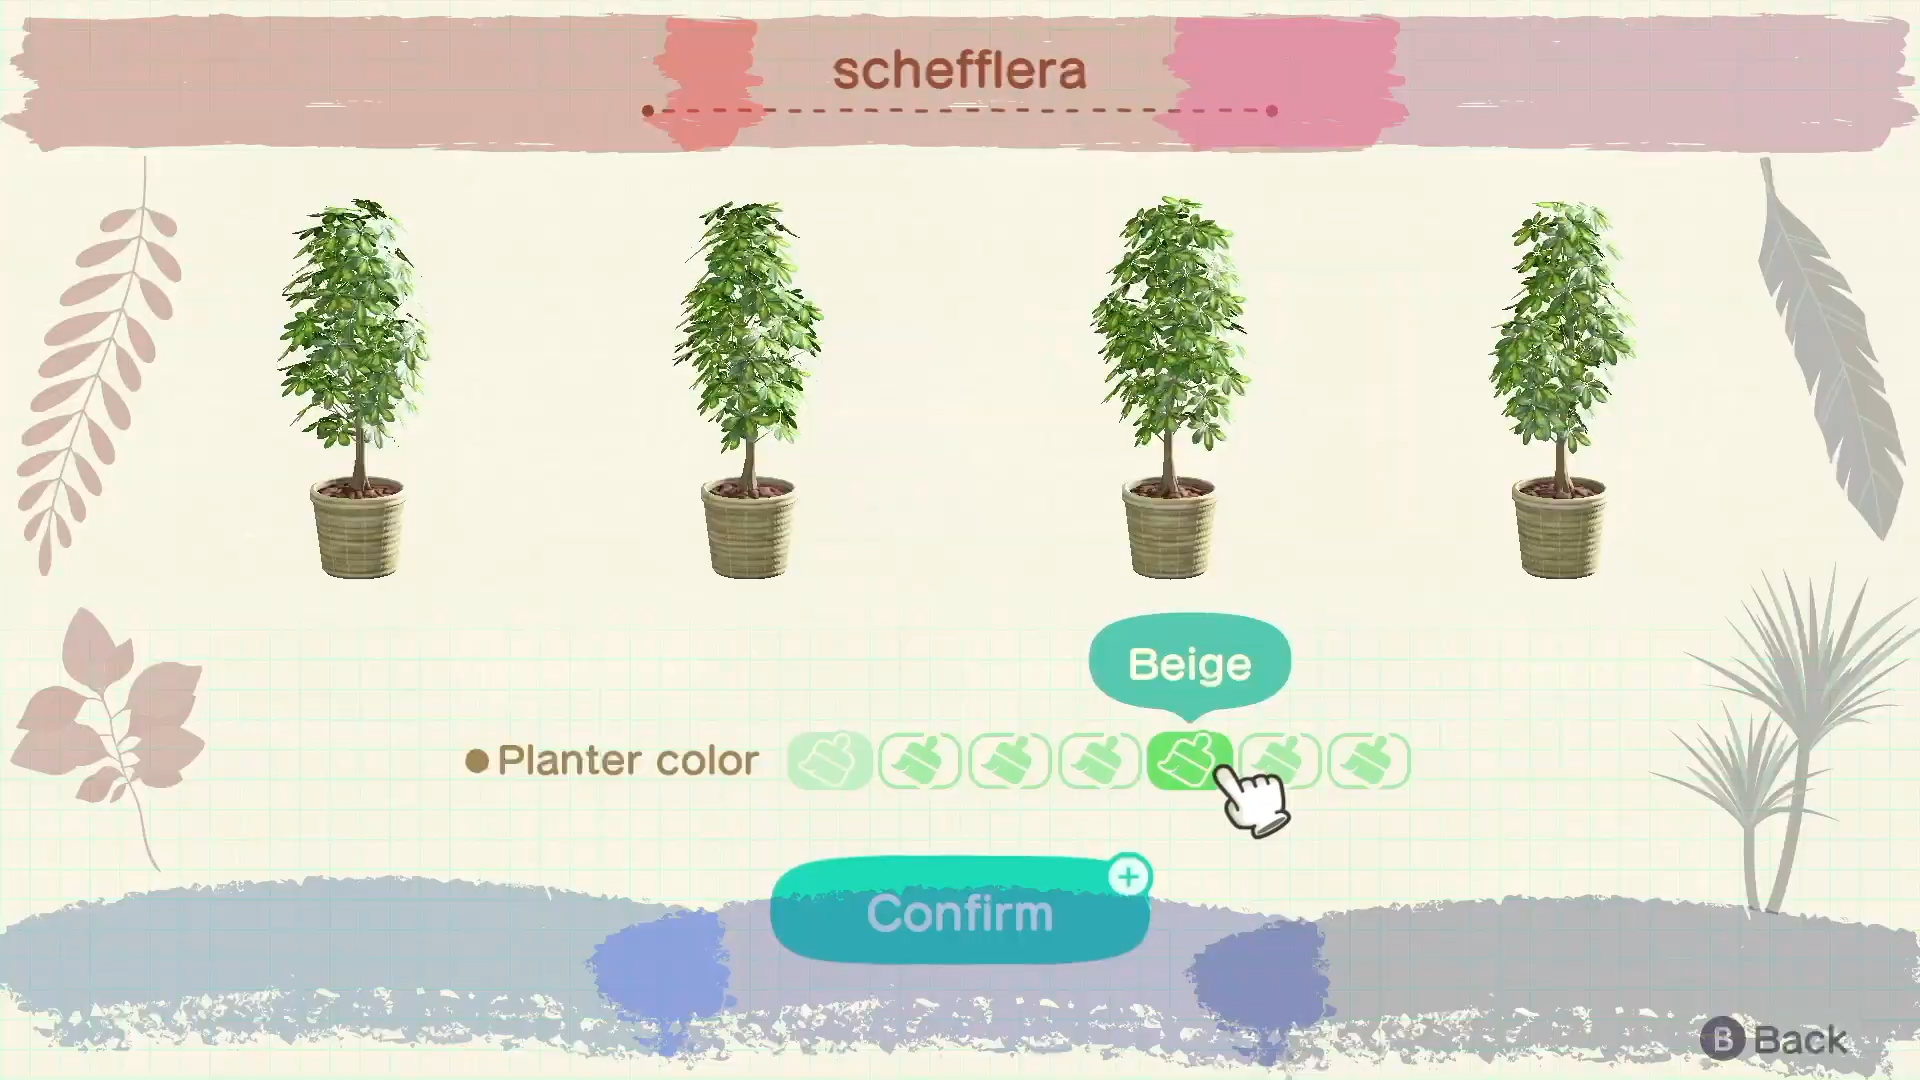 schefflera
Beige
Planter color
Confirm
B Back